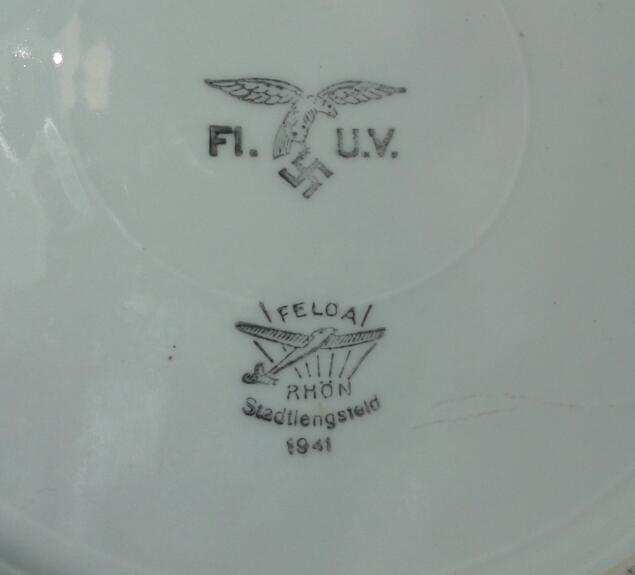 Fl. U.V.
FELDA
RHÖN
Stadtlengsfeld
1941